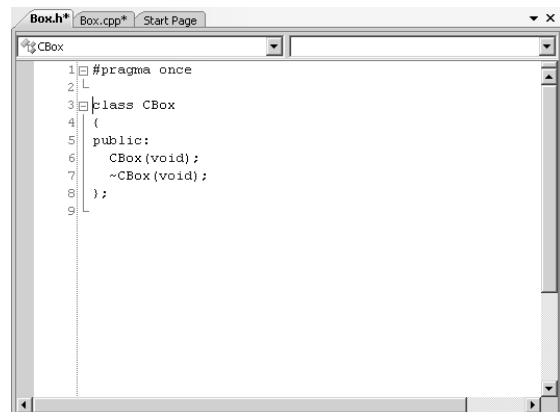 Box.h* Box.cpp* Start Page
CBox
1 #pragma once
2
3 class CBox
4 {
5 public:
6 CBox(void);
7 ~CBox(void);
8 };
9